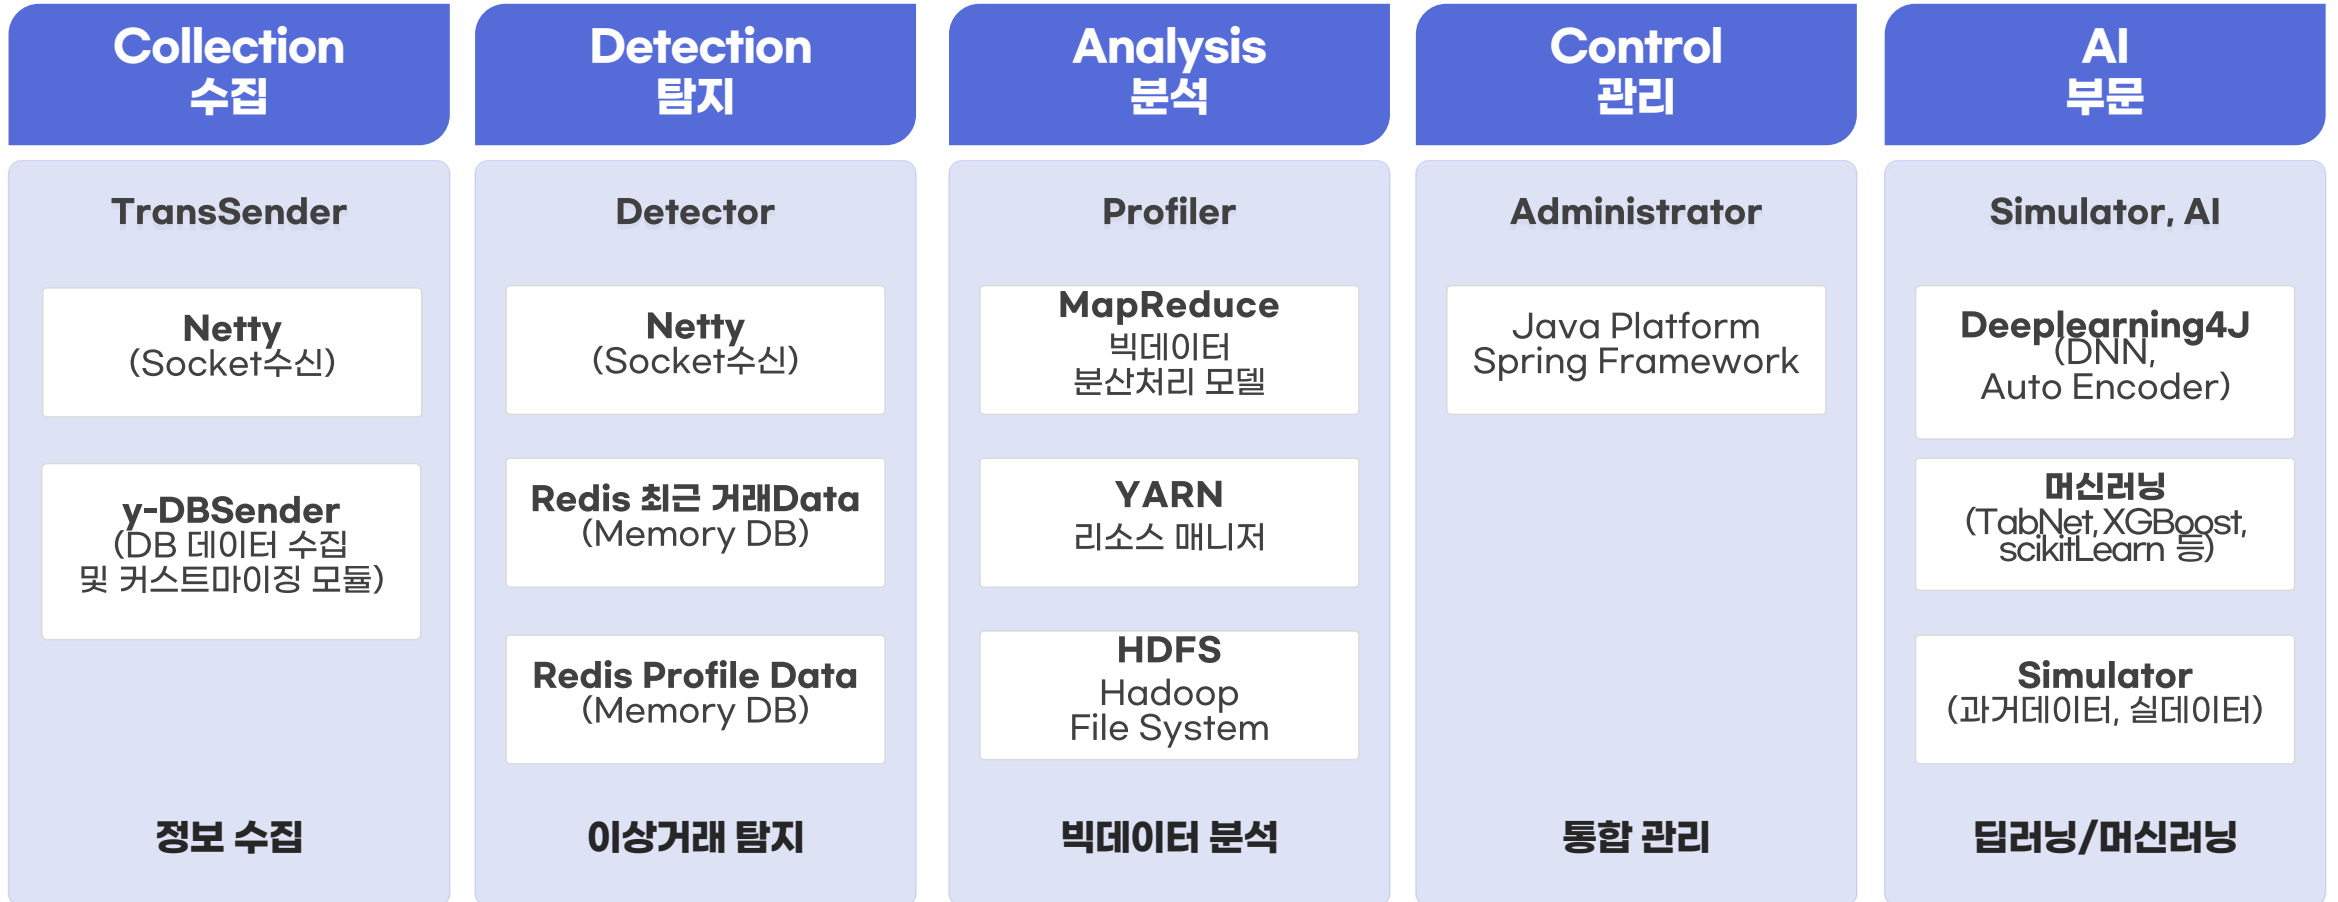 Collection
수집
TransSender
Netty
(Socket수신)
y-DBSender
(DB 데이터 수집
및 커스트마이징 모듈)
정보 수집
Detection
탐지
Detector
Netty
(Socket수신)
Redis 최근 거래Data
(Memory DB)
Redis Profile Data
(Memory DB)
이상거래 탐지
Analysis
분석
Profiler
MapReduce
빅데이터
분산처리 모델
YARN
리소스 매니저
HDFS
Hadoop
File System
빅데이터 분석
Control
관리
Administrator
Java Platform
Spring Framework
통합 관리
AI
부문
Simulator, AI
Deeplearning4J
(DNN,
Auto Encoder)
머신러닝
(TabNet, XGBoost,
scikitLearn 등)
Simulator
(과거데이터, 실데이터)
딥러닝/머신러닝